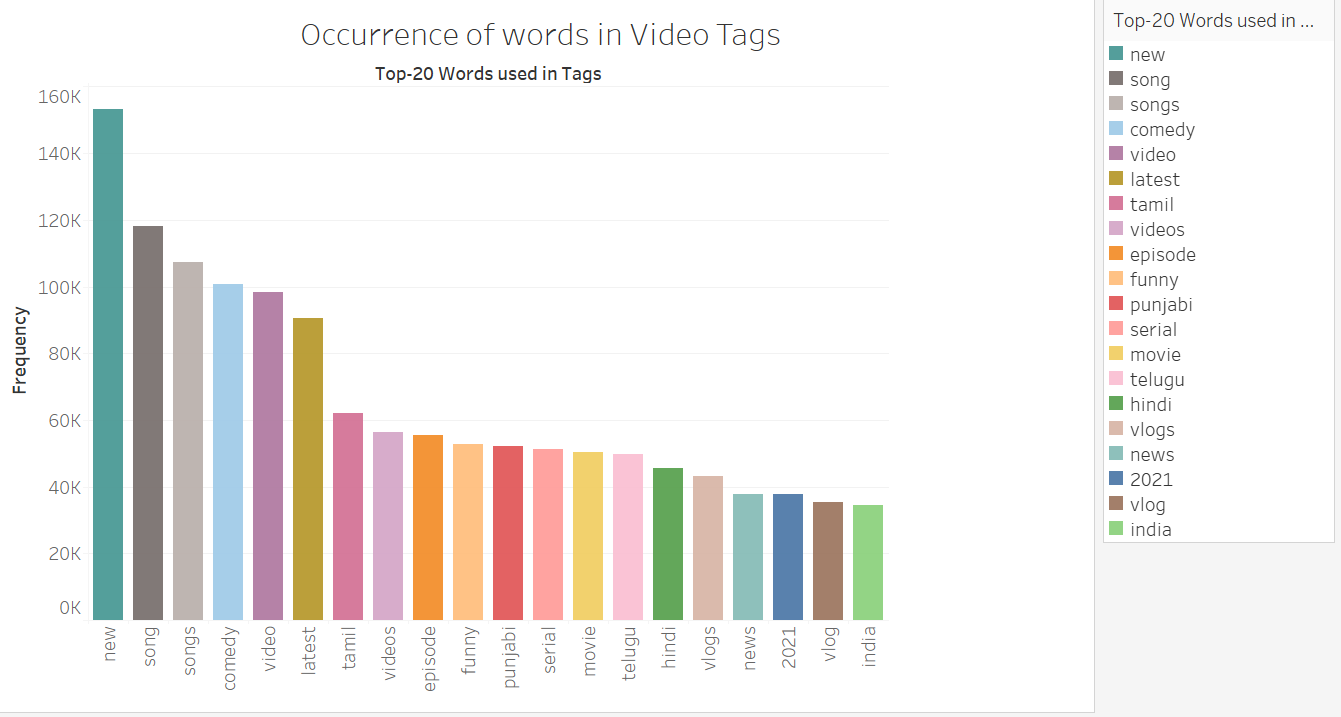 Occurrence of words in Video Tags
Top-20 Words used in Tags
Frequency
160K
140K
120K
100K
80K
60K
40K
20K
0K
new
song
songs
comedy
video
latest
tamil
videos
episode
funny
punjabi
serial
movie
telugu
hindi
vlogs
news
2021
vlog
india
Top-20 Words used in ...
new
song
songs
comedy
video
latest
tamil
videos
episode
funny
punjabi
serial
movie
telugu
hindi
vlogs
news
2021
vlog
india